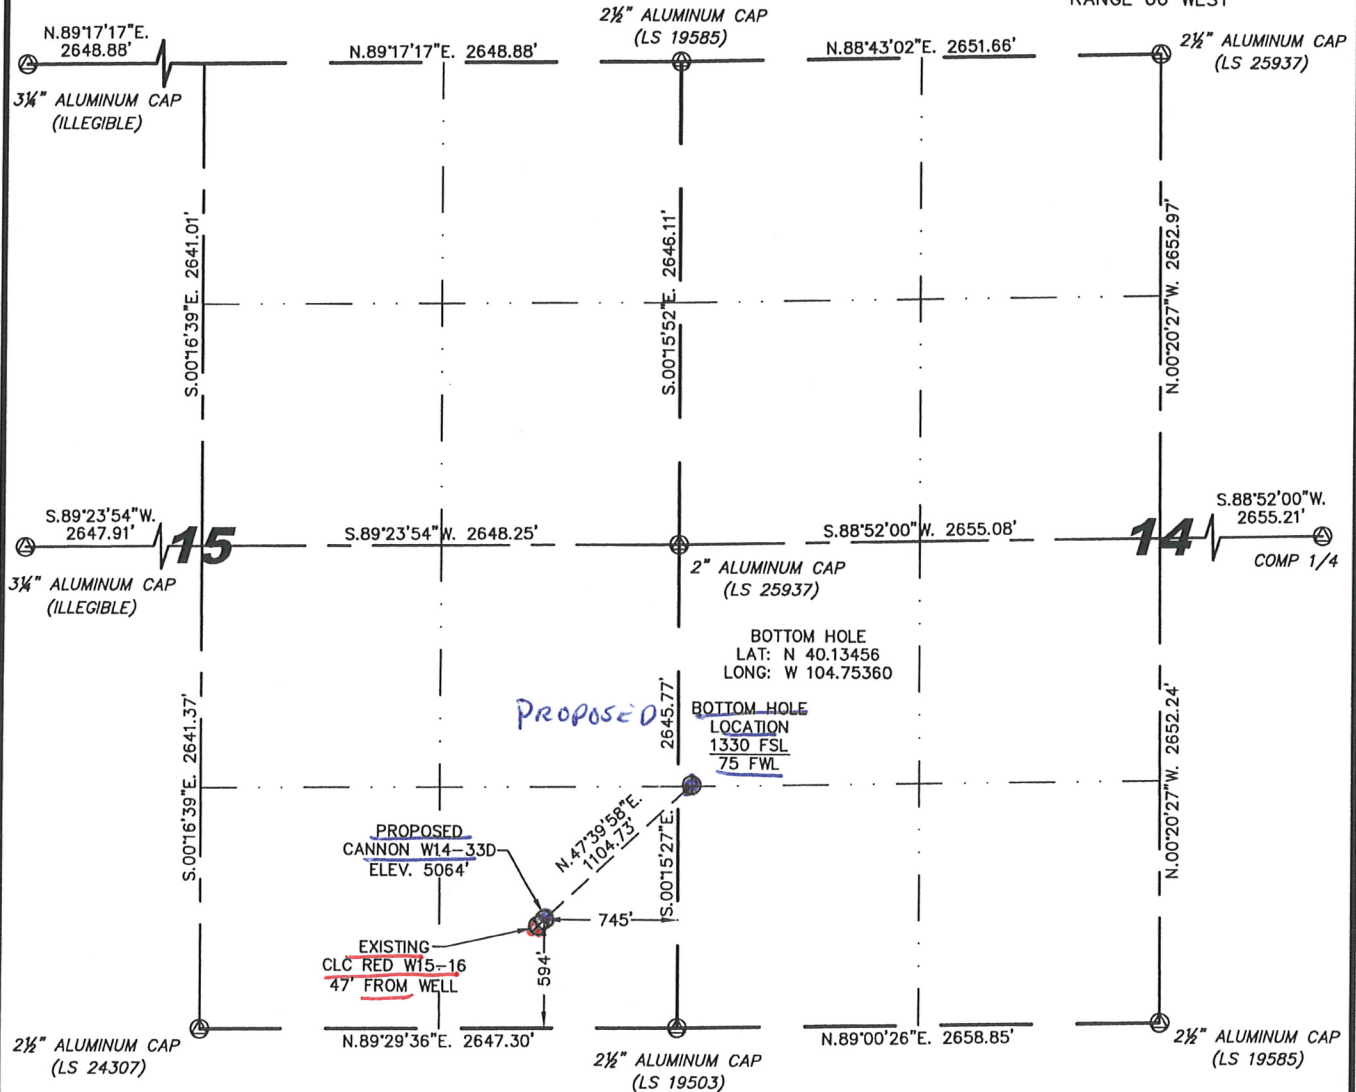 RANGE 66 WEST
2½" ALUMINUM CAP
(LS 19585)
N.89°17'17"E.
2648.88'
N.89°17'17"E. 2648.88'
N.88°43'02"E. 2651.66'
2½" ALUMINUM CAP
(LS 25937)
3¼" ALUMINUM CAP
(ILLEGIBLE)
S.00°16'39"E. 2641.01'
S.00°15'52"E. 2646.11'
N.00°20'27"W. 2652.97'
S.89°23'54"W.
2647.91'
15
S.89°23'54"W. 2648.25'
S.88°52'00"W. 2655.08'
14
S.88°52'00"W.
2655.21'
COMP 1/4
3¼" ALUMINUM CAP
(ILLEGIBLE)
2" ALUMINUM CAP
(LS 25937)
BOTTOM HOLE
LAT: N 40.13456
LONG: W 104.75360
PROPOSED
BOTTOM HOLE
LOCATION
1330 FSL
75 FWL
S.00°16'39"E. 2641.37'
S.00°15'27"E. 2645.77'
N.00°20'27"W. 2652.24'
N.47°39'58"E.
1104.73'
PROPOSED
CANNON W14-33D
ELEV. 5064'
745'
594'
EXISTING
CLC RED W15-16
47' FROM WELL
N.89°29'36"E. 2647.30'
N.89°00'26"E. 2658.85'
2½" ALUMINUM CAP
(LS 24307)
2½" ALUMINUM CAP
(LS 19503)
2½" ALUMINUM CAP
(LS 19585)